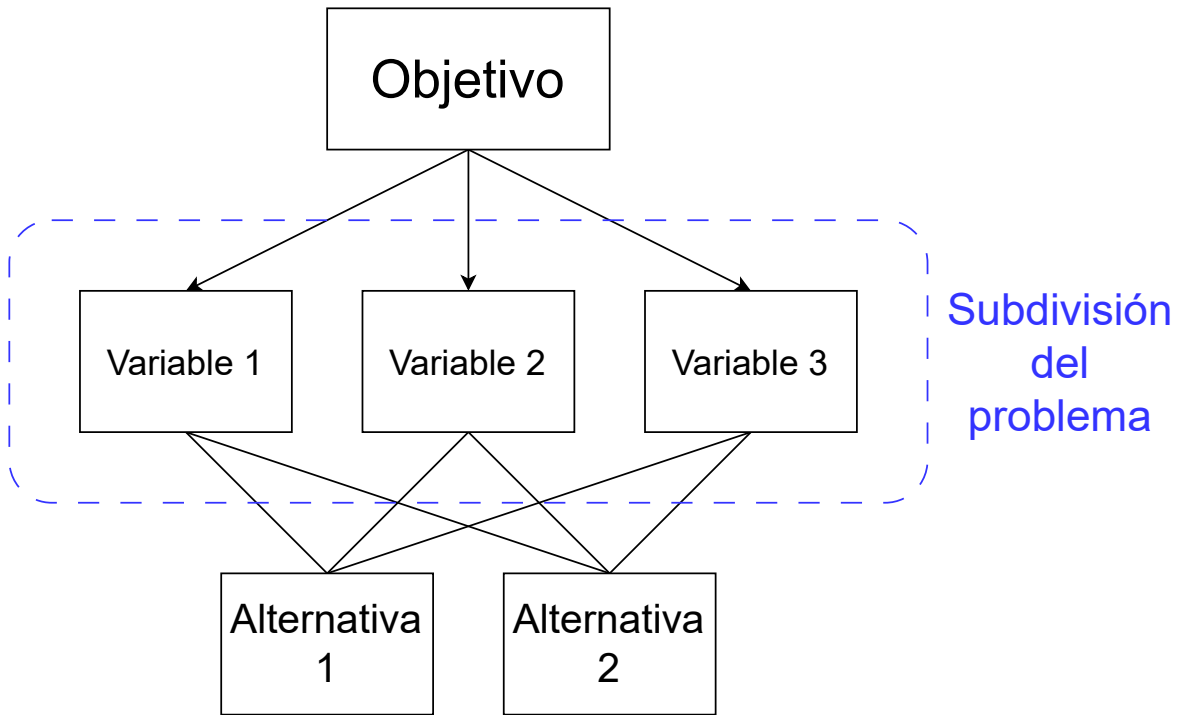 Objetivo
Variable 1
Variable 2
Variable 3
Subdivisión
del
problema
Alternativa
1
Alternativa
2